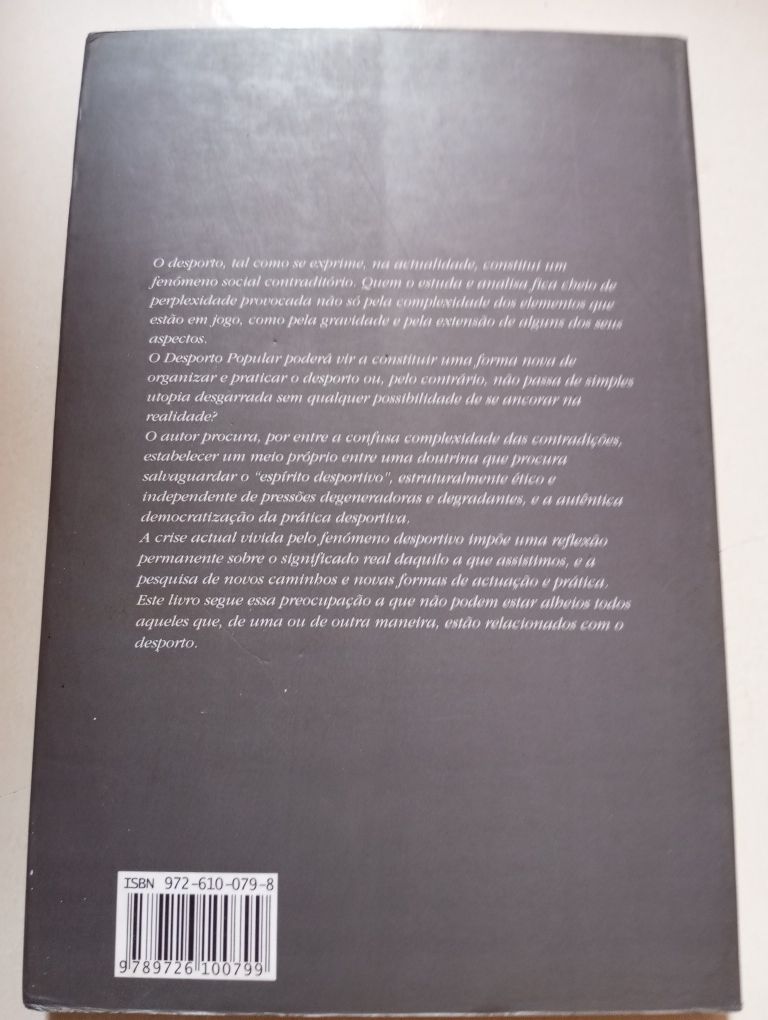 O desporto, tal como se exprime, na actualidade, constitui um
fenómeno social contraditório. Quem o estuda e analisa fica cheio de
perplexidade provocada não só pela complexidade dos elementos que
estão em jogo, como pela gravidade e pela extensão de alguns dos seus
aspectos.
O Desporto Popular poderá vir a constituir uma forma nova de
organizar e praticar o desporto ou, pelo contrário, não passa de simples
utopia desgarrada sem qualquer possibilidade de se ancorar na
realidade?
O autor procura, por entre a confusa complexidade das contradições,
estabelecer um meio próprio entre uma doutrina que procura
salvaguardar o "espírito desportivo", estruturalmente ético e
independente de pressões degeneradoras e degradantes, e a autêntica
democratização da prática desportiva.
A crise actual vivida pelo fenómeno desportivo impõe uma reflexão
permanente sobre o significado real daquilo a que assistimos, e a
pesquisa de novos caminhos e novas formas de actuação e prática.
Este livro segue essa preocupação a que não podem estar alheios todos
aqueles que, de uma ou de outra maneira, estão relacionados com o
desporto.
ISBN 972-610-079-8
9 789726 100799